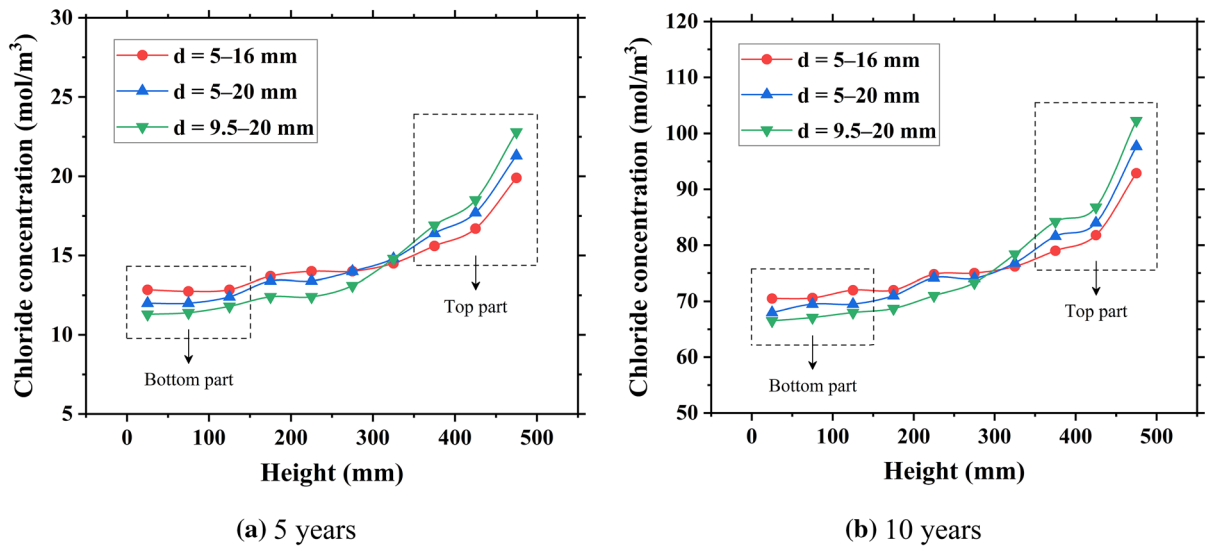 30
25
20
15
10
5
Chloride concentration (mol/m³)
d = 5–16 mm
d = 5–20 mm
d = 9.5–20 mm
Top part
Bottom part
0 100 200 300 400 500
Height (mm)
(a) 5 years
120
110
100
90
80
70
60
50
Chloride concentration (mol/m³)
d = 5–16 mm
d = 5–20 mm
d = 9.5–20 mm
Top part
Bottom part
0 100 200 300 400 500
Height (mm)
(b) 10 years